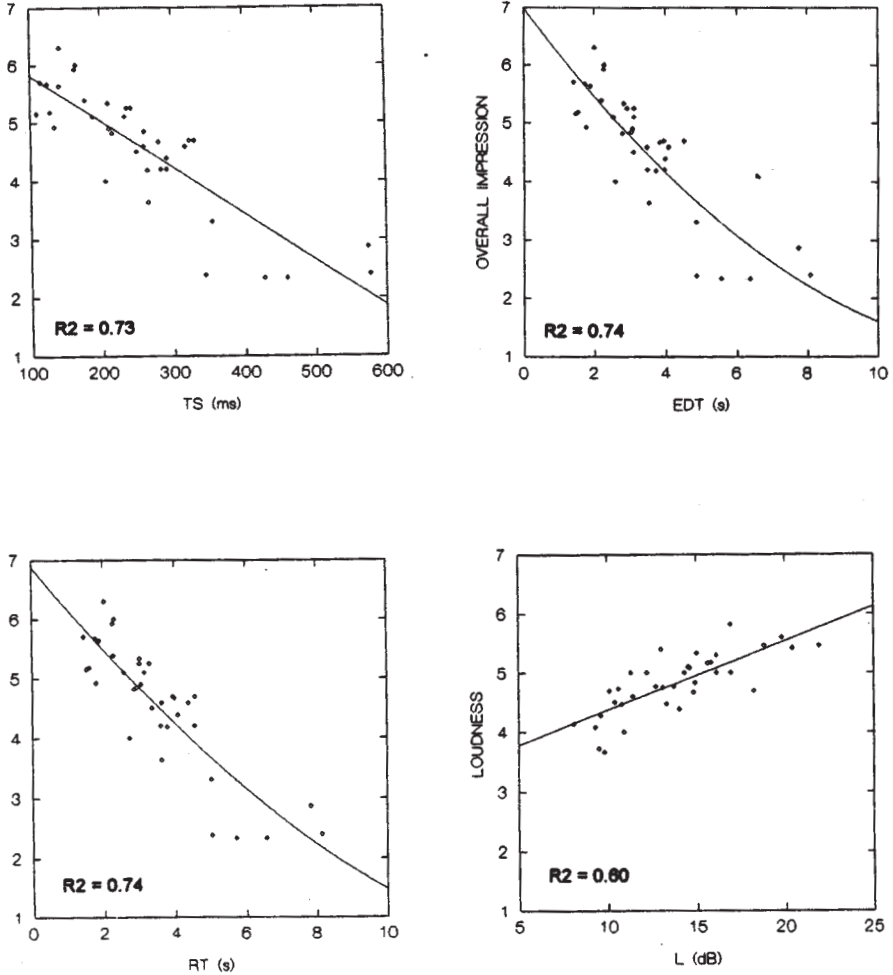 7
6
5
4
3
2
1
R2 = 0.73
100 200 300 400 500 600
TS (ms)
OVERALL IMPRESSION
7
6
5
4
3
2
1
R2 = 0.74
0 2 4 6 8 10
EDT (s)
7
6
5
4
3
2
1
R2 = 0.74
0 2 4 6 8 10
RT (s)
LOUDNESS
7
6
5
4
3
2
1
R2 = 0.60
5 10 15 20 25
L (dB)